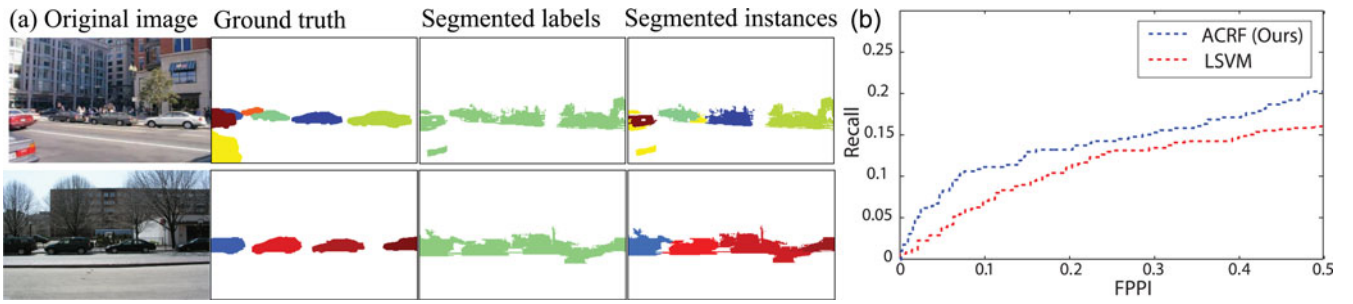 (a) Original image Ground truth Segmented labels Segmented instances
(b)
0.25
0.2
0.15
0.1
0.05
0
Recall
ACRF (Ours)
LSVM
0 0.1 0.2 0.3 0.4 0.5
FPPI